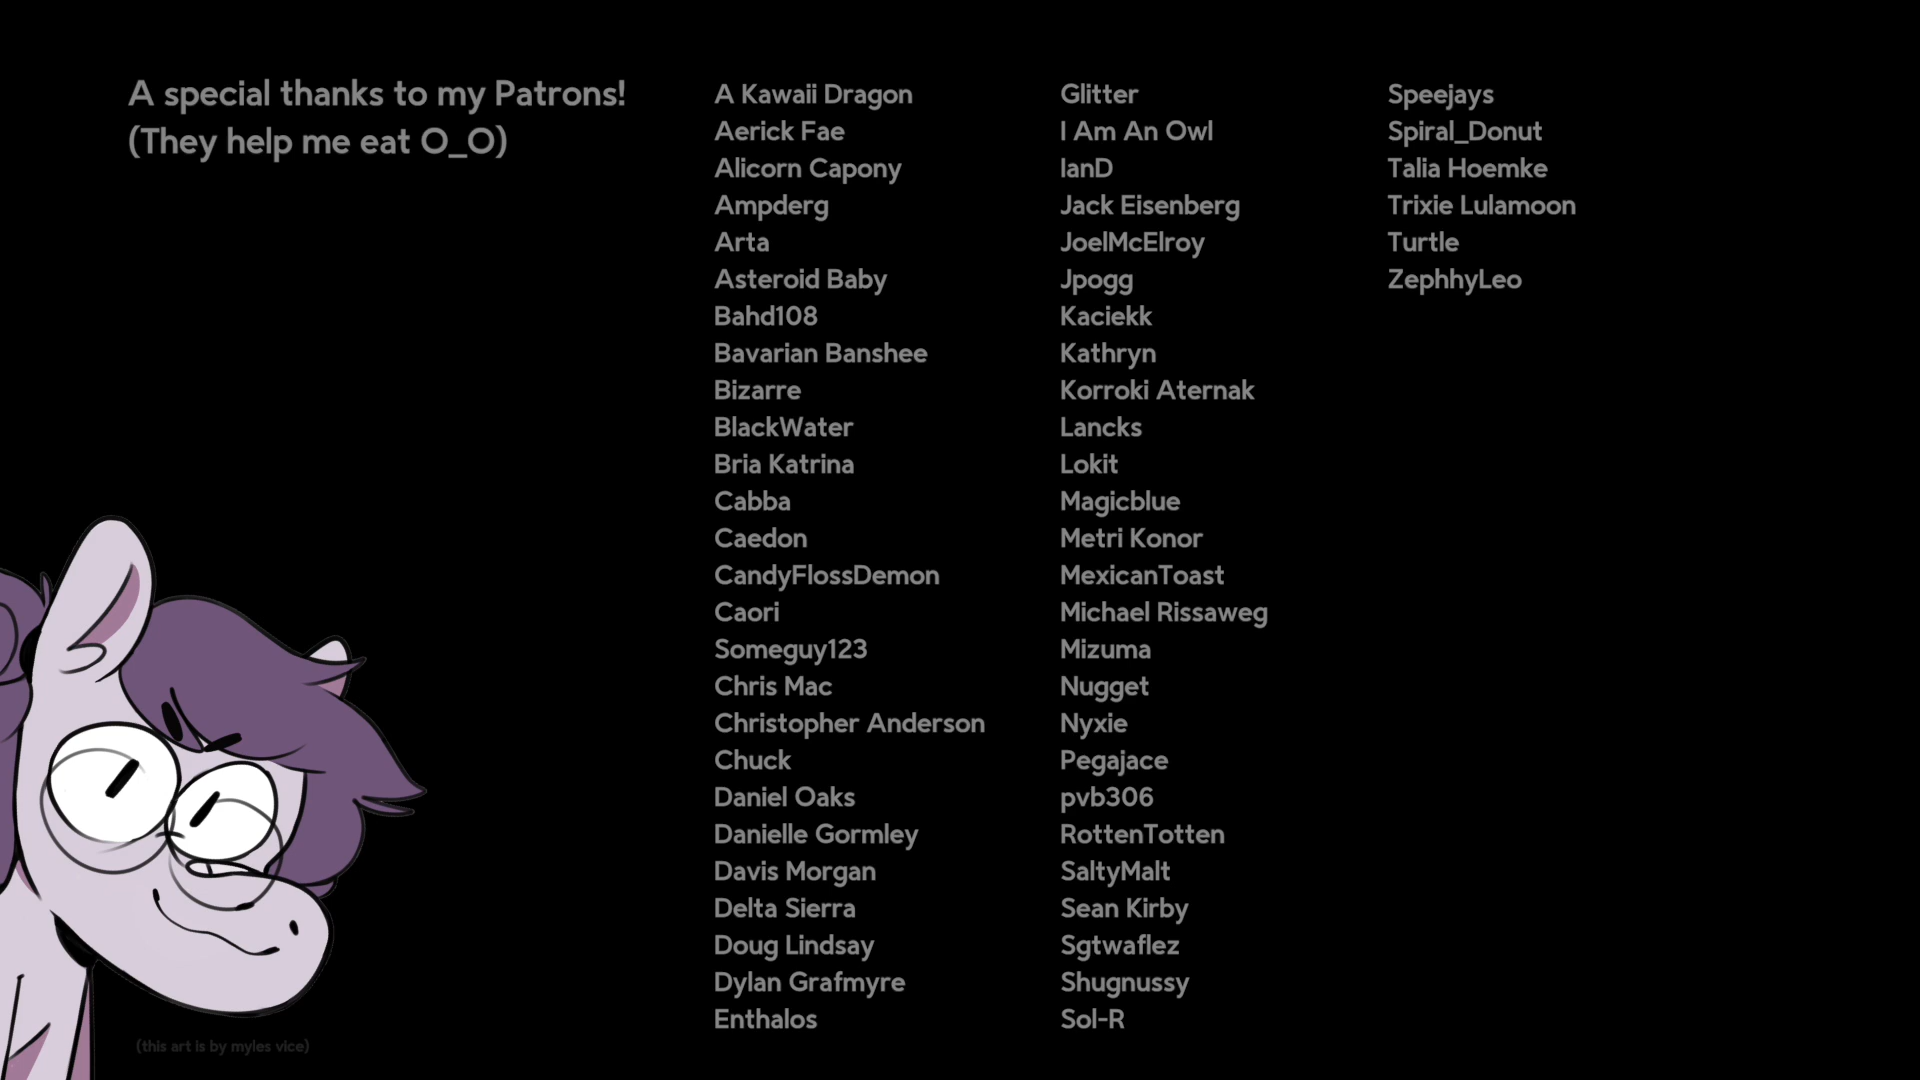 A special thanks to my Patrons!
(They help me eat O_O)
A Kawaii Dragon
Aerick Fae
Alicorn Capony
Ampderg
Arta
Asteroid Baby
Bahd108
Bavarian Banshee
Bizarre
BlackWater
Bria Katrina
Cabba
Caedon
CandyFlossDemon
Caori
Someguy123
Chris Mac
Christopher Anderson
Chuck
Daniel Oaks
Danielle Gormley
Davis Morgan
Delta Sierra
Doug Lindsay
Dylan Grafmyre
Enthalos
Glitter
I Am An Owl
IanD
Jack Eisenberg
JoelMcElroy
Jpogg
Kaciekk
Kathryn
Korroki Aternak
Lancks
Lokit
Magicblue
Metri Konor
MexicanToast
Michael Rissaweg
Mizuma
Nugget
Nyxie
Pegajace
pvb306
RottenTotten
SaltyMalt
Sean Kirby
Sgtwaflez
Shugnussy
Sol-R
Speejays
Spiral_Donut
Talia Hoemke
Trixie Lulamoon
Turtle
ZephhyLeo
(this art is by myles vice)